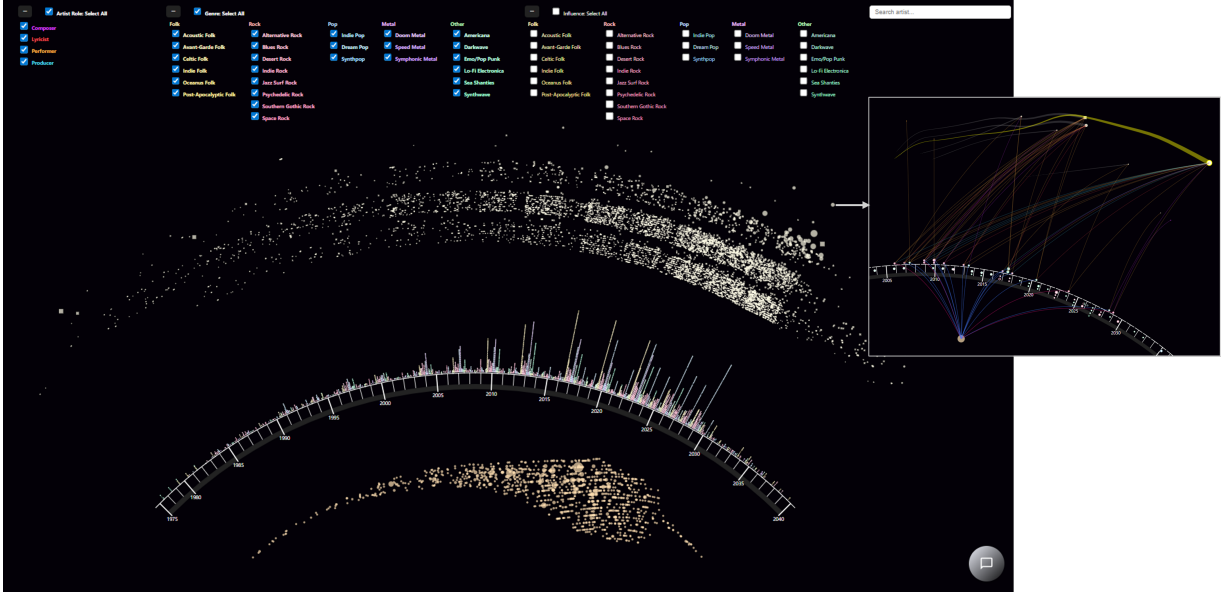 − Artist Role: Select All
Composer
Lyricist
Performer
Producer
− Genre: Select All
Folk
Acoustic Folk
Avant-Garde Folk
Celtic Folk
Indie Folk
Oceanus Folk
Post-Apocalyptic Folk
Rock
Alternative Rock
Blues Rock
Desert Rock
Indie Rock
Jazz Surf Rock
Psychedelic Rock
Southern Gothic Rock
Space Rock
Pop
Indie Pop
Dream Pop
Synthpop
Metal
Doom Metal
Speed Metal
Symphonic Metal
Other
Americana
Darkwave
Emo/Pop Punk
Lo-Fi Electronica
Sea Shanties
Synthwave
− Influence: Select All
Folk
Acoustic Folk
Avant-Garde Folk
Celtic Folk
Indie Folk
Oceanus Folk
Post-Apocalyptic Folk
Rock
Alternative Rock
Blues Rock
Desert Rock
Indie Rock
Jazz Surf Rock
Psychedelic Rock
Southern Gothic Rock
Space Rock
Pop
Indie Pop
Dream Pop
Synthpop
Metal
Doom Metal
Speed Metal
Symphonic Metal
Other
Americana
Darkwave
Emo/Pop Punk
Lo-Fi Electronica
Sea Shanties
Synthwave
Search artist...
1975
1980
1985
1990
1995
2000
2005
2010
2015
2020
2025
2030
2035
2040
2005
2010
2015
2020
2025
2030